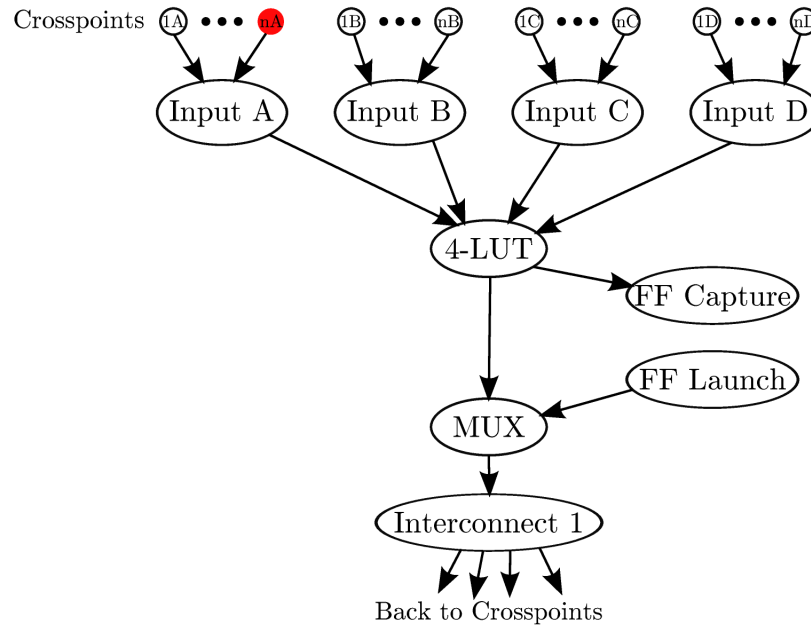 Crosspoints 1A nA 1B nB 1C nC 1D nD
Input A Input B Input C Input D
4-LUT
FF Capture
FF Launch
MUX
Interconnect 1
Back to Crosspoints